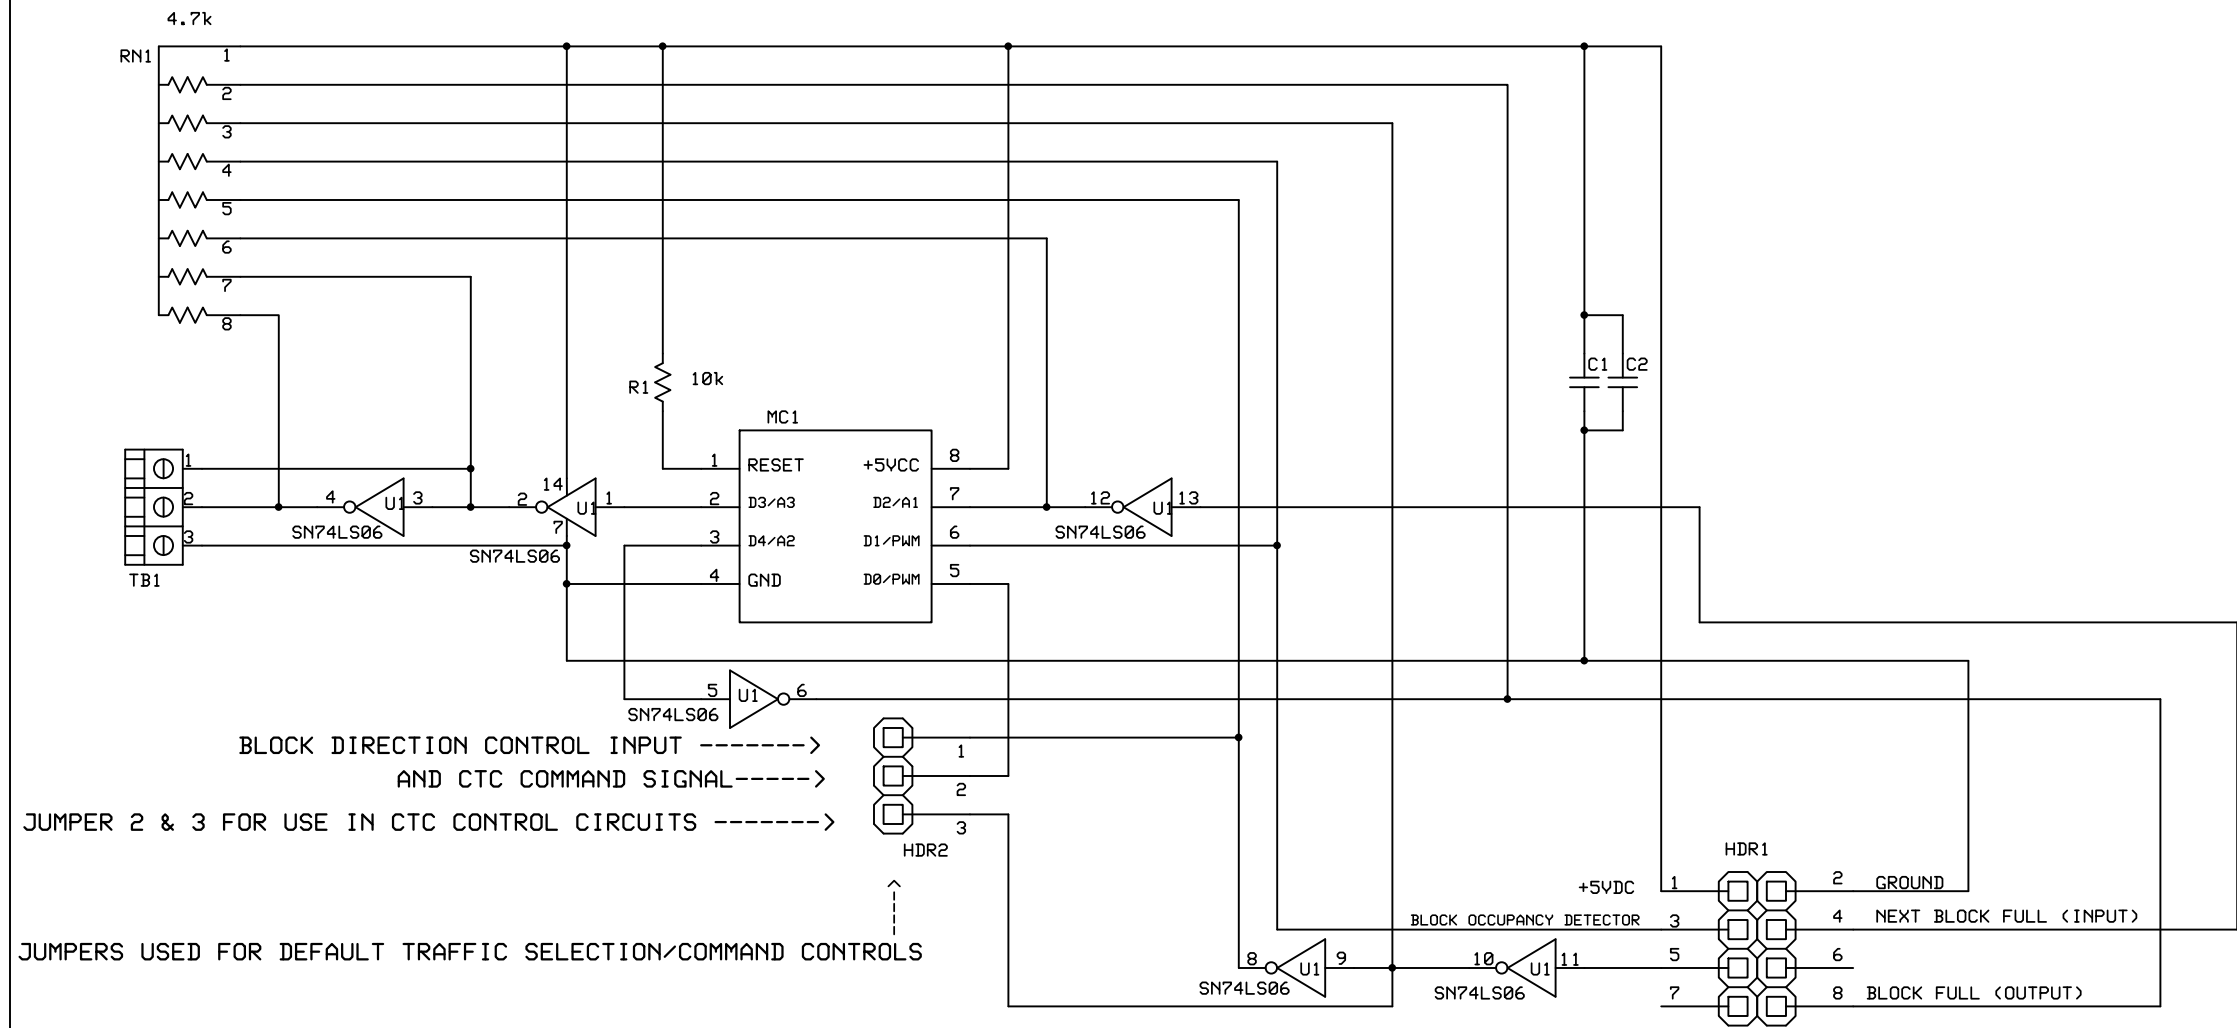 4.7k
RN1
1
2
3
4
5
6
7
8
R1 10k
C1 C2
MC1
1 RESET +5VCC 8
2 D3/A3 D2/A1 7
3 D4/A2 D1/PWM 6
4 GND D0/PWM 5
1
2
3
TB1
4 U1 3
SN74LS06
14
2 U1 1
7
SN74LS06
12 U1 13
SN74LS06
5 U1 6
SN74LS06
BLOCK DIRECTION CONTROL INPUT ------->
AND CTC COMMAND SIGNAL----->
JUMPER 2 & 3 FOR USE IN CTC CONTROL CIRCUITS ------->
1
2
3
HDR2
JUMPERS USED FOR DEFAULT TRAFFIC SELECTION/COMMAND CONTROLS
HDR1
+5VDC 1 2 GROUND
BLOCK OCCUPANCY DETECTOR 3 4 NEXT BLOCK FULL (INPUT)
8 U1 9
SN74LS06
10 U1 11
SN74LS06
5 6
7 8 BLOCK FULL (OUTPUT)